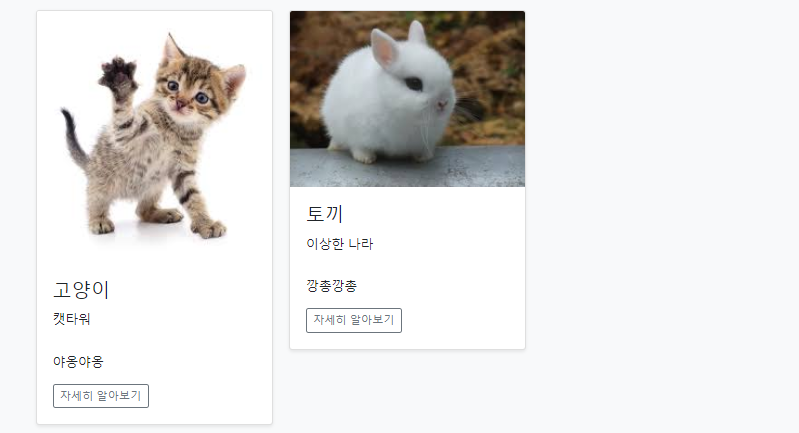 고양이
캣타워
야옹야옹
자세히 알아보기
토끼
이상한 나라
깡총깡총
자세히 알아보기